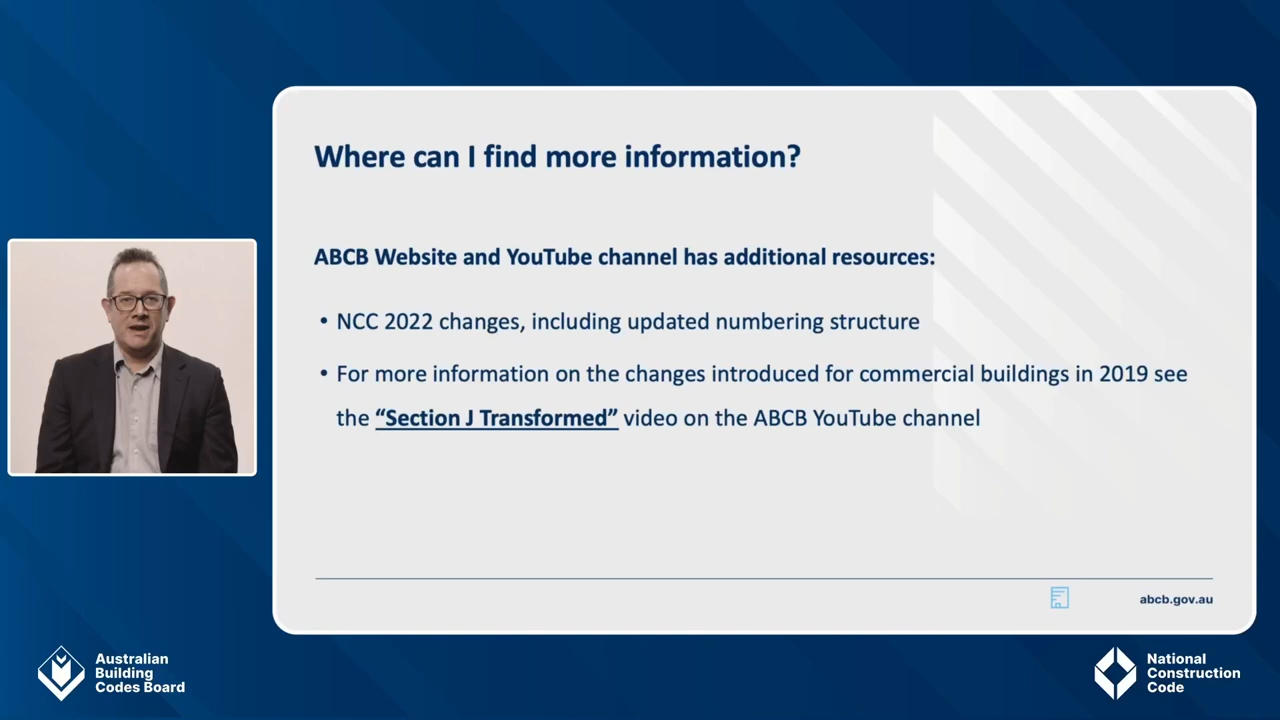 Where can I find more information?
ABCB Website and YouTube channel has additional resources:
• NCC 2022 changes, including updated numbering structure
• For more information on the changes introduced for commercial buildings in 2019 see
the “Section J Transformed” video on the ABCB YouTube channel
abcb.gov.au
Australian
Building
Codes Board
National
Construction
Code